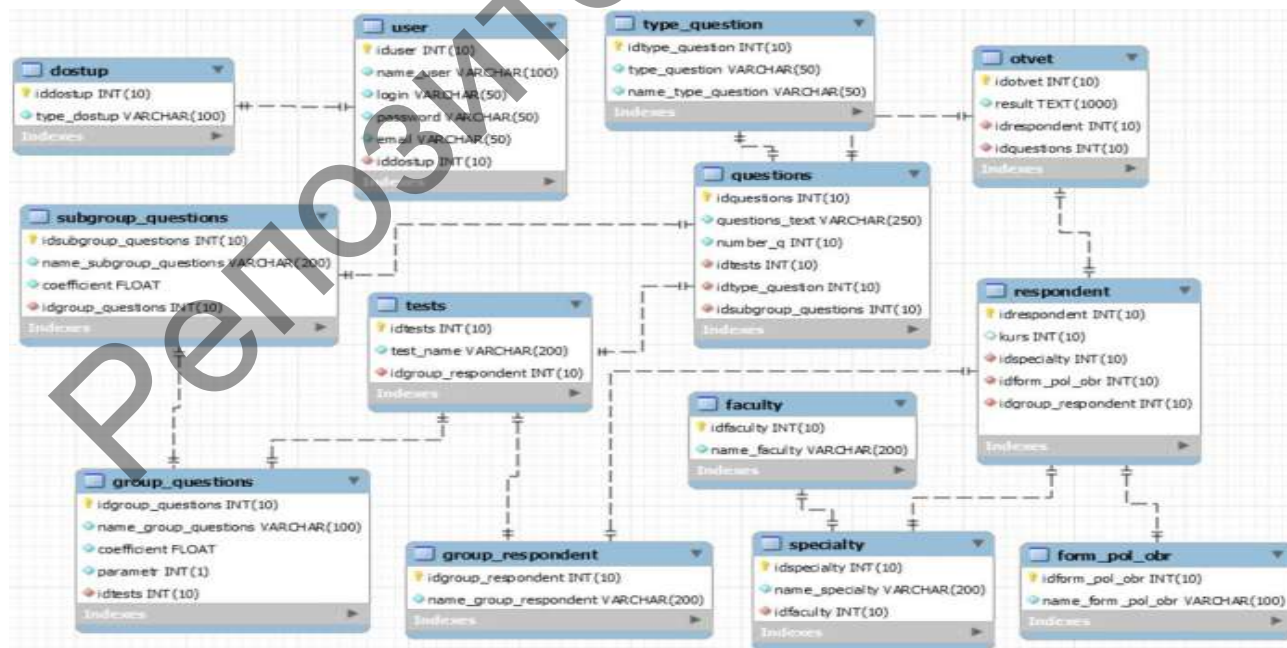 user
iduser INT(10)
name_user VARCHAR(100)
login VARCHAR(50)
password VARCHAR(50)
email VARCHAR(50)
iddostup INT(10)
Indexes
type_question
idtype_question INT(10)
type_question VARCHAR(50)
name_type_question VARCHAR(50)
Indexes
dostup
iddostup INT(10)
type_dostup VARCHAR(100)
Indexes
otvet
idotvet INT(10)
result TEXT(1000)
idrespondent INT(10)
idquestions INT(10)
Indexes
questions
idquestions INT(10)
questions_text VARCHAR(250)
number_q INT(10)
idtests INT(10)
idtype_question INT(10)
idsubgroup_questions INT(10)
Indexes
subgroup_questions
idsubgroup_questions INT(10)
name_subgroup_questions VARCHAR(200)
coefficient FLOAT
idgroup_questions INT(10)
Indexes
tests
idtests INT(10)
test_name VARCHAR(200)
idgroup_respondent INT(10)
Indexes
respondent
idrespondent INT(10)
kurs INT(10)
idspecialty INT(10)
idform_pol_obr INT(10)
idgroup_respondent INT(10)
Indexes
faculty
idfaculty INT(10)
name_faculty VARCHAR(200)
Indexes
group_questions
idgroup_questions INT(10)
name_group_questions VARCHAR(100)
coefficient FLOAT
parametr INT(1)
idtests INT(10)
Indexes
group_respondent
idgroup_respondent INT(10)
name_group_respondent VARCHAR(200)
Indexes
specialty
idspecialty INT(10)
name_specialty VARCHAR(200)
idfaculty INT(10)
Indexes
form_pol_obr
idform_pol_obr INT(10)
name_form _pol_obr VARCHAR(100)
Indexes